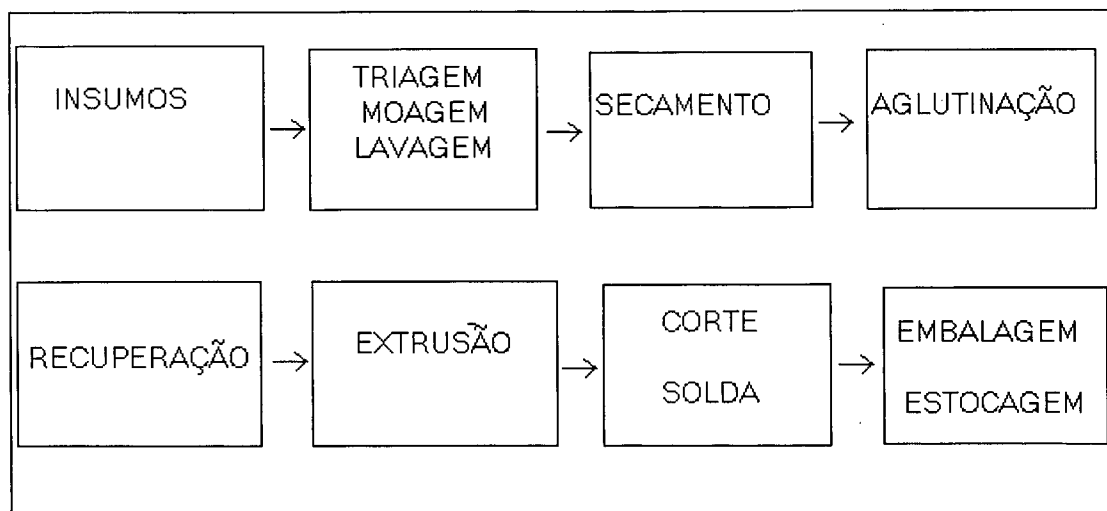 INSUMOS
TRIAGEM
MOAGEM
LAVAGEM
SECAMENTO
AGLUTINAÇÃO
RECUPERAÇÃO
EXTRUSÃO
CORTE
SOLDA
EMBALAGEM
ESTOCAGEM